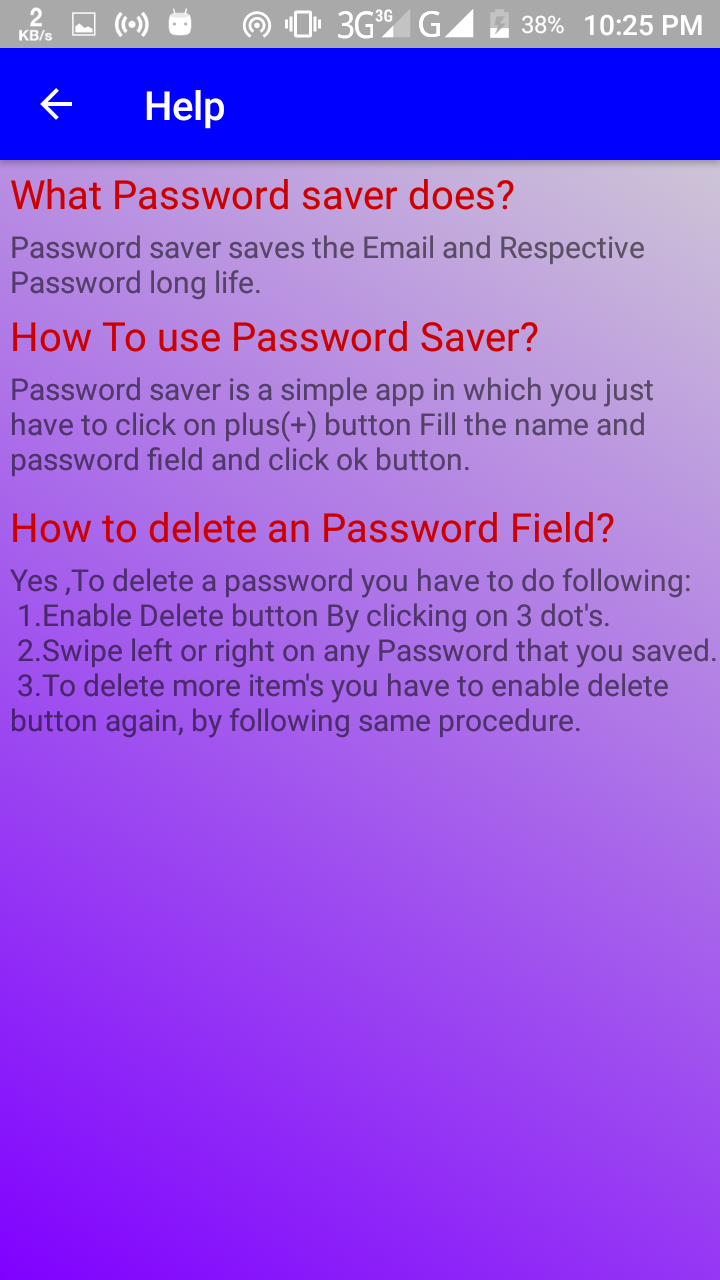 2
KB/s
3G 3G G 38% 10:25 PM
Help
What Password saver does?
Password saver saves the Email and Respective
Password long life.
How To use Password Saver?
Password saver is a simple app in which you just
have to click on plus(+) button Fill the name and
password field and click ok button.
How to delete an Password Field?
Yes ,To delete a password you have to do following:
1.Enable Delete button By clicking on 3 dot's.
2.Swipe left or right on any Password that you saved.
3.To delete more item's you have to enable delete
button again, by following same procedure.